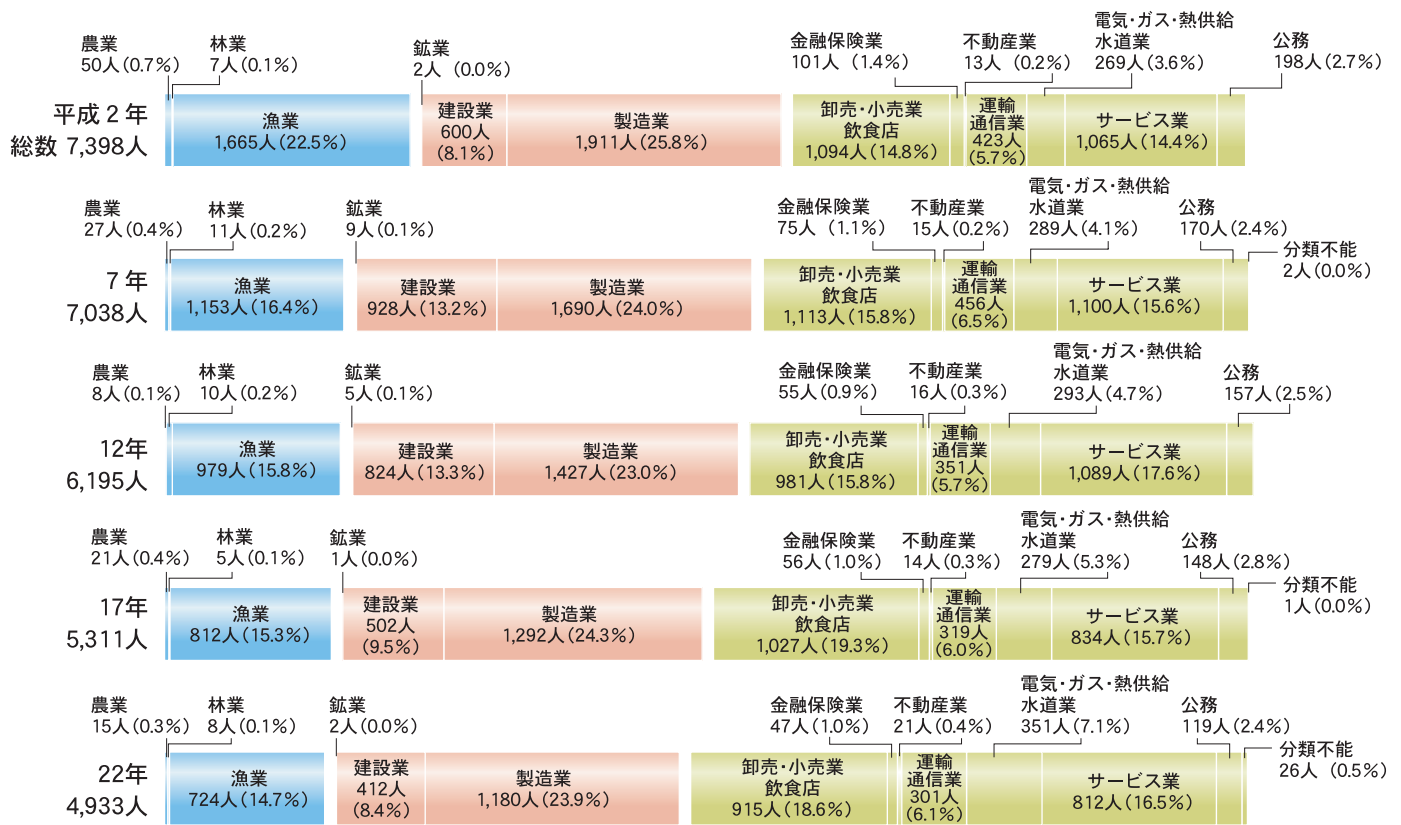 農業
50人(0.7%)
林業
7人(0.1%)
鉱業
2人 (0.0%)
金融保険業
101人 (1.4%)
不動産業
13人 (0.2%)
電気・ガス・熱供給
水道業
269人(3.6%)
公務
198人(2.7%)
平成2年
総数 7,398人
漁業
1,665人(22.5%)
建設業
600人
(8.1%)
製造業
1,911人(25.8%)
卸売・小売業
飲食店
1,094人(14.8%)
運輸
通信業
423人
(5.7%)
サービス業
1,065人(14.4%)
農業
27人(0.4%)
林業
11人(0.2%)
鉱業
9人(0.1%)
金融保険業
75人 (1.1%)
不動産業
15人(0.2%)
電気・ガス・熱供給
水道業
289人(4.1%)
公務
170人(2.4%)
分類不能
2人(0.0%)
7年
7,038人
漁業
1,153人(16.4%)
建設業
928人(13.2%)
製造業
1,690人(24.0%)
卸売・小売業
飲食店
1,113人(15.8%)
運輸
通信業
456人
(6.5%)
サービス業
1,100人(15.6%)
農業
8人(0.1%)
林業
10人(0.2%)
鉱業
5人(0.1%)
金融保険業
55人(0.9%)
不動産業
16人(0.3%)
電気・ガス・熱供給
水道業
293人(4.7%)
公務
157人(2.5%)
12年
6,195人
漁業
979人(15.8%)
建設業
824人(13.3%)
製造業
1,427人(23.0%)
卸売・小売業
飲食店
981人(15.8%)
運輸
通信業
351人
(5.7%)
サービス業
1,089人(17.6%)
農業
21人(0.4%)
林業
5人(0.1%)
鉱業
1人(0.0%)
金融保険業
56人(1.0%)
不動産業
14人(0.3%)
電気・ガス・熱供給
水道業
279人(5.3%)
公務
148人(2.8%)
分類不能
1人(0.0%)
17年
5,311人
漁業
812人(15.3%)
建設業
502人
(9.5%)
製造業
1,292人(24.3%)
卸売・小売業
飲食店
1,027人(19.3%)
運輸
通信業
319人
(6.0%)
サービス業
834人(15.7%)
農業
15人(0.3%)
林業
8人(0.1%)
鉱業
2人(0.0%)
金融保険業
47人(1.0%)
不動産業
21人(0.4%)
電気・ガス・熱供給
水道業
351人(7.1%)
公務
119人(2.4%)
分類不能
26人 (0.5%)
22年
4,933人
漁業
724人(14.7%)
建設業
412人
(8.4%)
製造業
1,180人(23.9%)
卸売・小売業
飲食店
915人(18.6%)
運輸
通信業
301人
(6.1%)
サービス業
812人(16.5%)